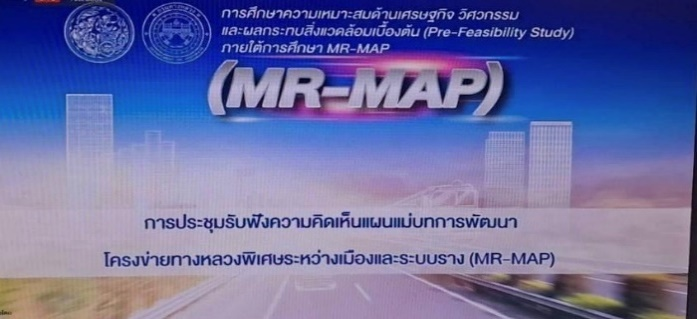 การศึกษาความเหมาะสมด้านเศรษฐกิจ วิศวกรรม
และผลกระทบสิ่งแวดล้อมเบื้องต้น (Pre-Feasibility Study)
ภายใต้การศึกษา MR-MAP
(MR-MAP)
การประชุมรับฟังความคิดเห็นแผนแม่บทการพัฒนา
โครงข่ายทางหลวงพิเศษระหว่างเมืองและระบบราง (MR-MAP)